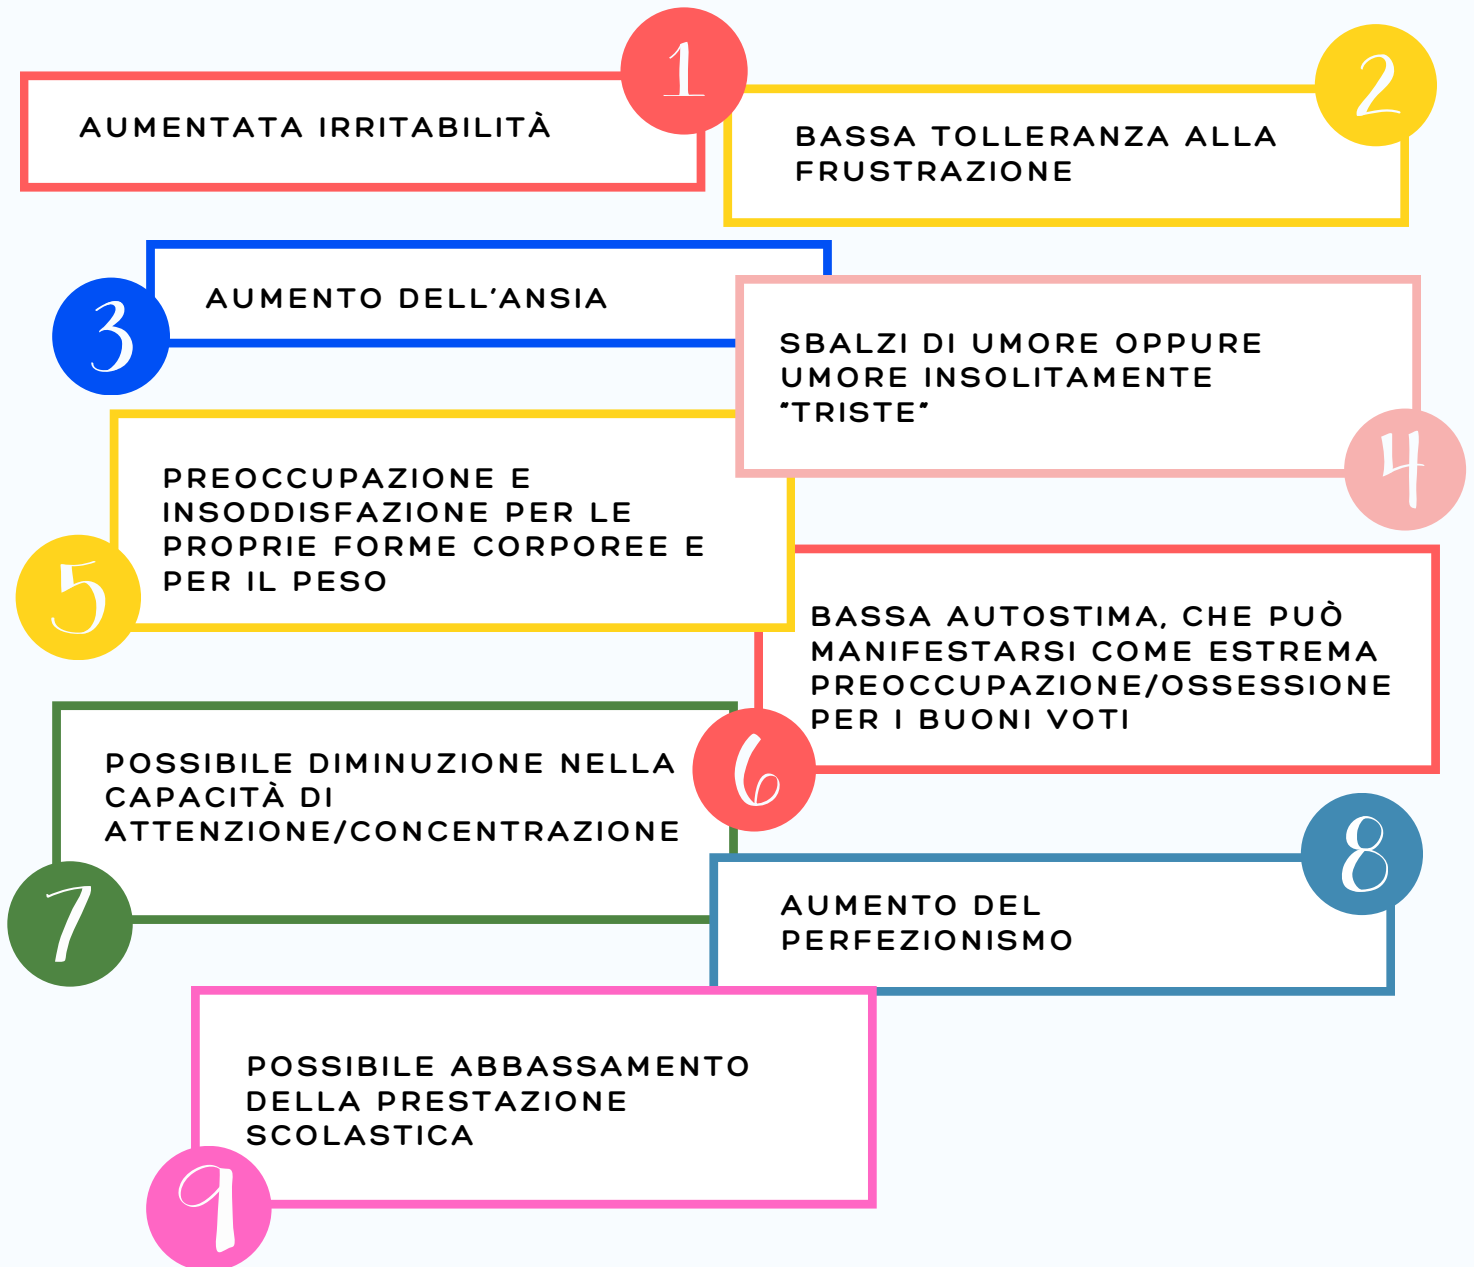 1
AUMENTATA IRRITABILITÀ
2
BASSA TOLLERANZA ALLA
FRUSTRAZIONE
3
AUMENTO DELL'ANSIA
4
SBALZI DI UMORE OPPURE
UMORE INSOLITAMENTE
"TRISTE"
5
PREOCCUPAZIONE E
INSODDISFAZIONE PER LE
PROPRIE FORME CORPOREE E
PER IL PESO
6
BASSA AUTOSTIMA, CHE PUÒ
MANIFESTARSI COME ESTREMA
PREOCCUPAZIONE/OSSESSIONE
PER I BUONI VOTI
7
POSSIBILE DIMINUZIONE NELLA
CAPACITÀ DI
ATTENZIONE/CONCENTRAZIONE
8
AUMENTO DEL
PERFEZIONISMO
9
POSSIBILE ABBASSAMENTO
DELLA PRESTAZIONE
SCOLASTICA